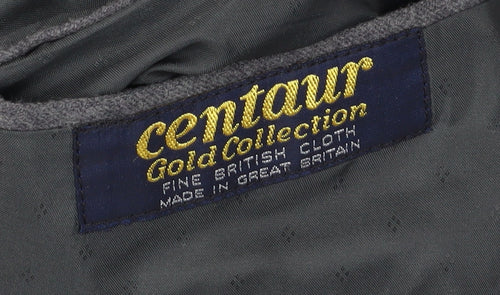 centaur
Gold Collection
FINE BRITISH CLOTH
MADE IN GREAT BRITAIN